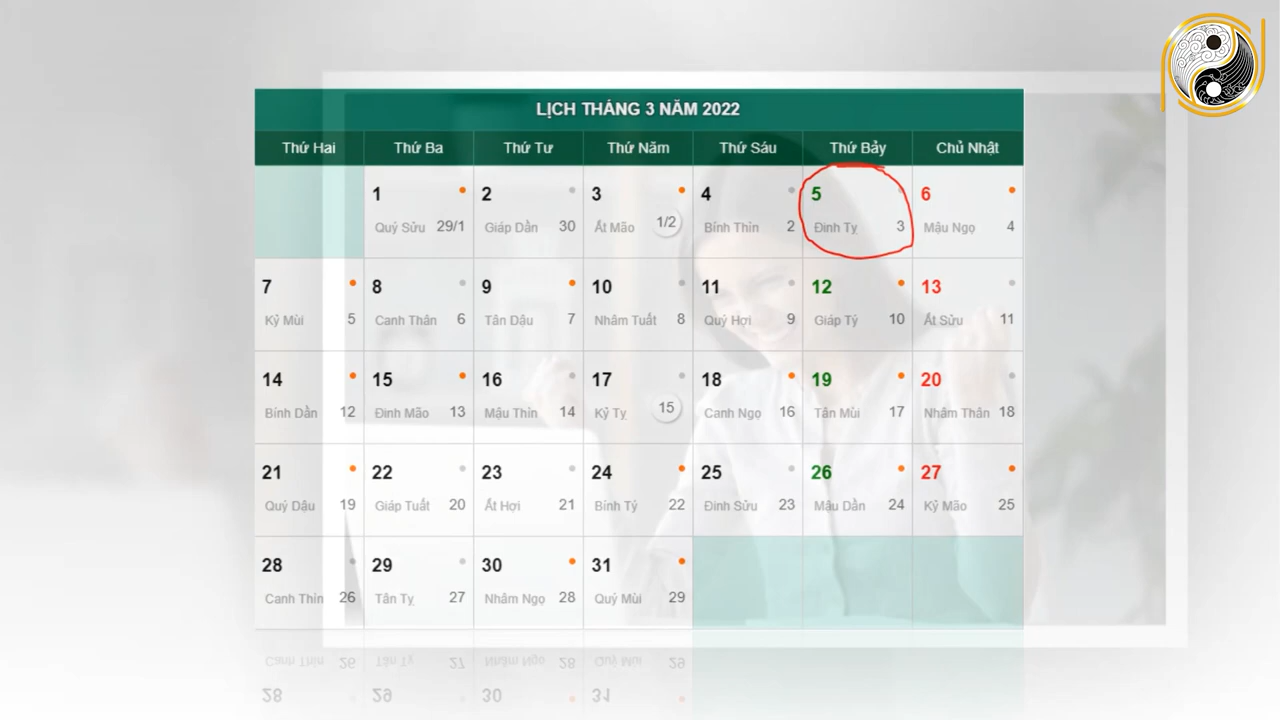 LỊCH THÁNG 3 NĂM 2022
Thứ Hai Thứ Ba Thứ Tư Thứ Năm Thứ Sáu Thứ Bảy Chủ Nhật
1 2 3 4 5 6
Quý Sửu 29/1 Giáp Dần 30 Ất Mão 1/2 Bính Thìn 2 Đinh Tỵ 3 Mậu Ngọ 4
7 8 9 10 11 12 13
Kỷ Mùi 5 Canh Thân 6 Tân Dậu 7 Nhâm Tuất 8 Quý Hợi 9 Giáp Tý 10 Ất Sửu 11
14 15 16 17 18 19 20
Bính Dần 12 Đinh Mão 13 Mậu Thìn 14 Kỷ Tỵ 15 Canh Ngọ 16 Tân Mùi 17 Nhâm Thân 18
21 22 23 24 25 26 27
Quý Dậu 19 Giáp Tuất 20 Ất Hợi 21 Bính Tý 22 Đinh Sửu 23 Mậu Dần 24 Kỷ Mão 25
28 29 30 31
Canh Thìn 26 Tân Tỵ 27 Nhâm Ngọ 28 Quý Mùi 29